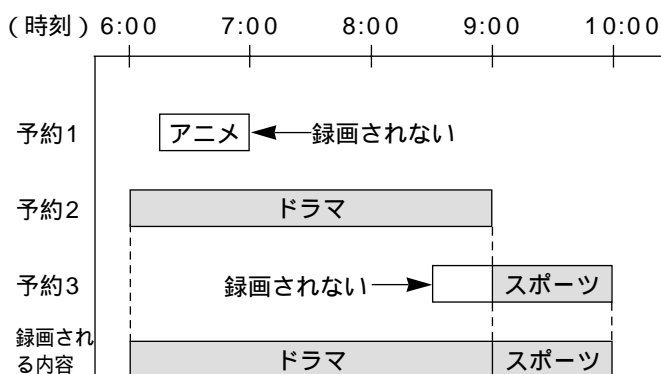 (時刻) 6:00 7:00 8:00 9:00 10:00
予約1 アニメ 録画されない
予約2 ドラマ
予約3 録画されない スポーツ
録画され
る内容 ドラマ スポーツ